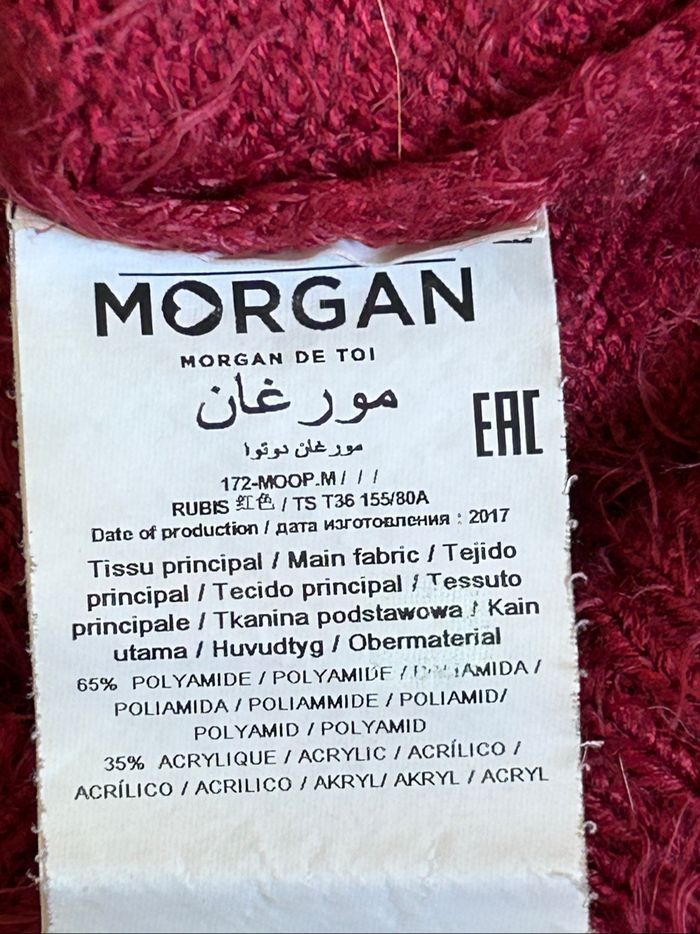 MORGAN
MORGAN DE TOI
مورغان
مورغان دوتوا
EAC
172-MOOP.M / / /
RUBIS 红色 / TS T36 155/80A
Date of production / дата изготовления : 2017
Tissu principal / Main fabric / Tejido
principal / Tecido principal / Tessuto
principale / Tkanina podstawowa / Kain
utama / Huvudtyg / Obermaterial
65% POLYAMIDE / POLYAMIDE / /
POLIAMIDA / POLIAMMIDE / POLIAMID/
POLYAMID / POLYAMID
35% ACRYLIQUE / ACRYLIC / ACRÍLICO /
ACRÍLICO / ACRILICO / AKRYL/ AKRYL / ACRYL